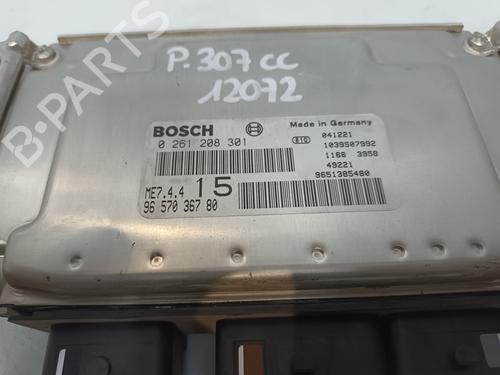 P.307 CC
12072
BOSCH
Made in Germany
0 261 208 301
041221
1039S07992
1166 3958
49221
9651385480
ME7.4.4 15
96 570 367 80